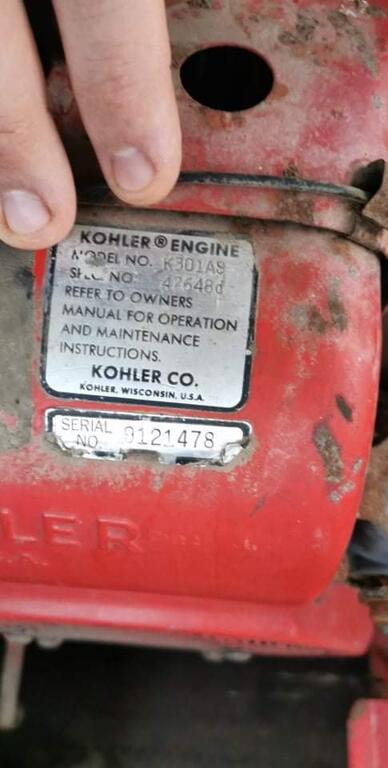 KOHLER® ENGINE
MODEL NO. K301AS
SPEC NO. 47648d
REFER TO OWNERS
MANUAL FOR OPERATION
AND MAINTENANCE
INSTRUCTIONS.
KOHLER CO.
KOHLER, WISCONSIN, U.S.A.
SERIAL
NO. 9121478
LER